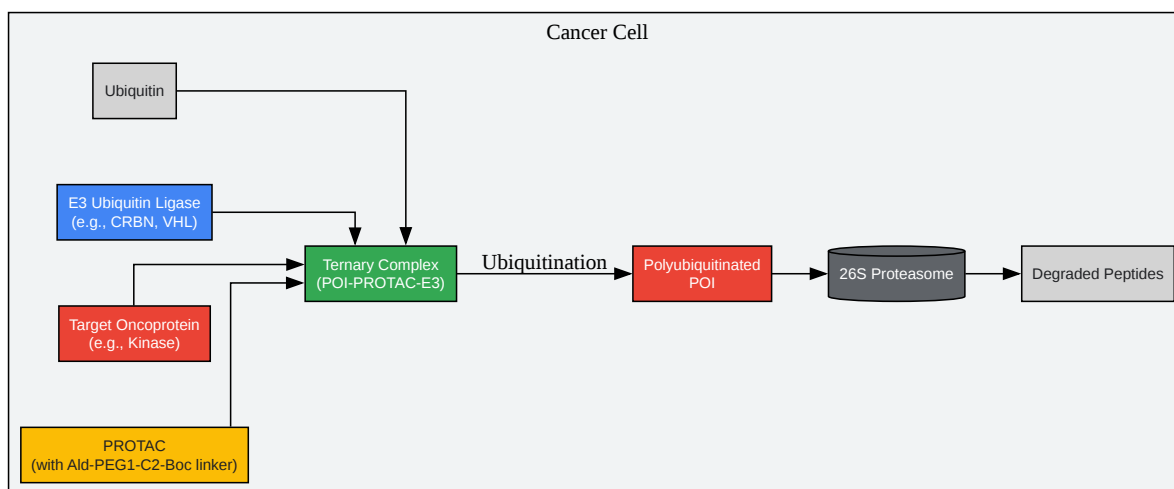 Cancer Cell
Ubiquitin
E3 Ubiquitin Ligase
(e.g., CRBN, VHL)
Ternary Complex
(POI-PROTAC-E3)
Ubiquitination
Polyubiquitinated
POI
26S Proteasome
Degraded Peptides
Target Oncoprotein
(e.g., Kinase)
PROTAC
(with Ald-PEG1-C2-Boc linker)